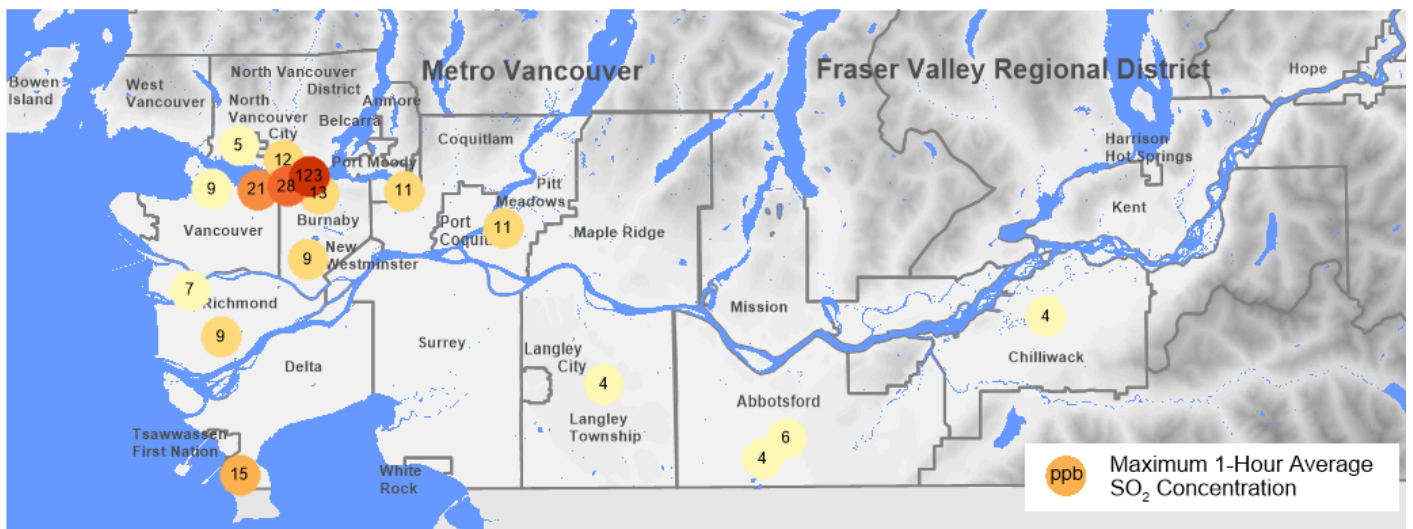 Metro Vancouver
Fraser Valley Regional District
Hope
Bowen
Island
West
Vancouver
North Vancouver
District
North
Vancouver
City
Anmore
Belcarra
Coquitlam
Port Moody
Harrison
Hot Springs
5
12
123
9
21
28
13
11
Pitt
Meadows
Kent
Vancouver
Burnaby
Port
Coquitl
11
Maple Ridge
9
New
Westminster
7
Richmond
9
Mission
4
Chilliwack
Delta
Surrey
Langley
City
4
Langley
Township
Abbotsford
6
4
Tsawwassen
First Nation
15
White
Rock
ppb
Maximum 1-Hour Average
SO₂ Concentration